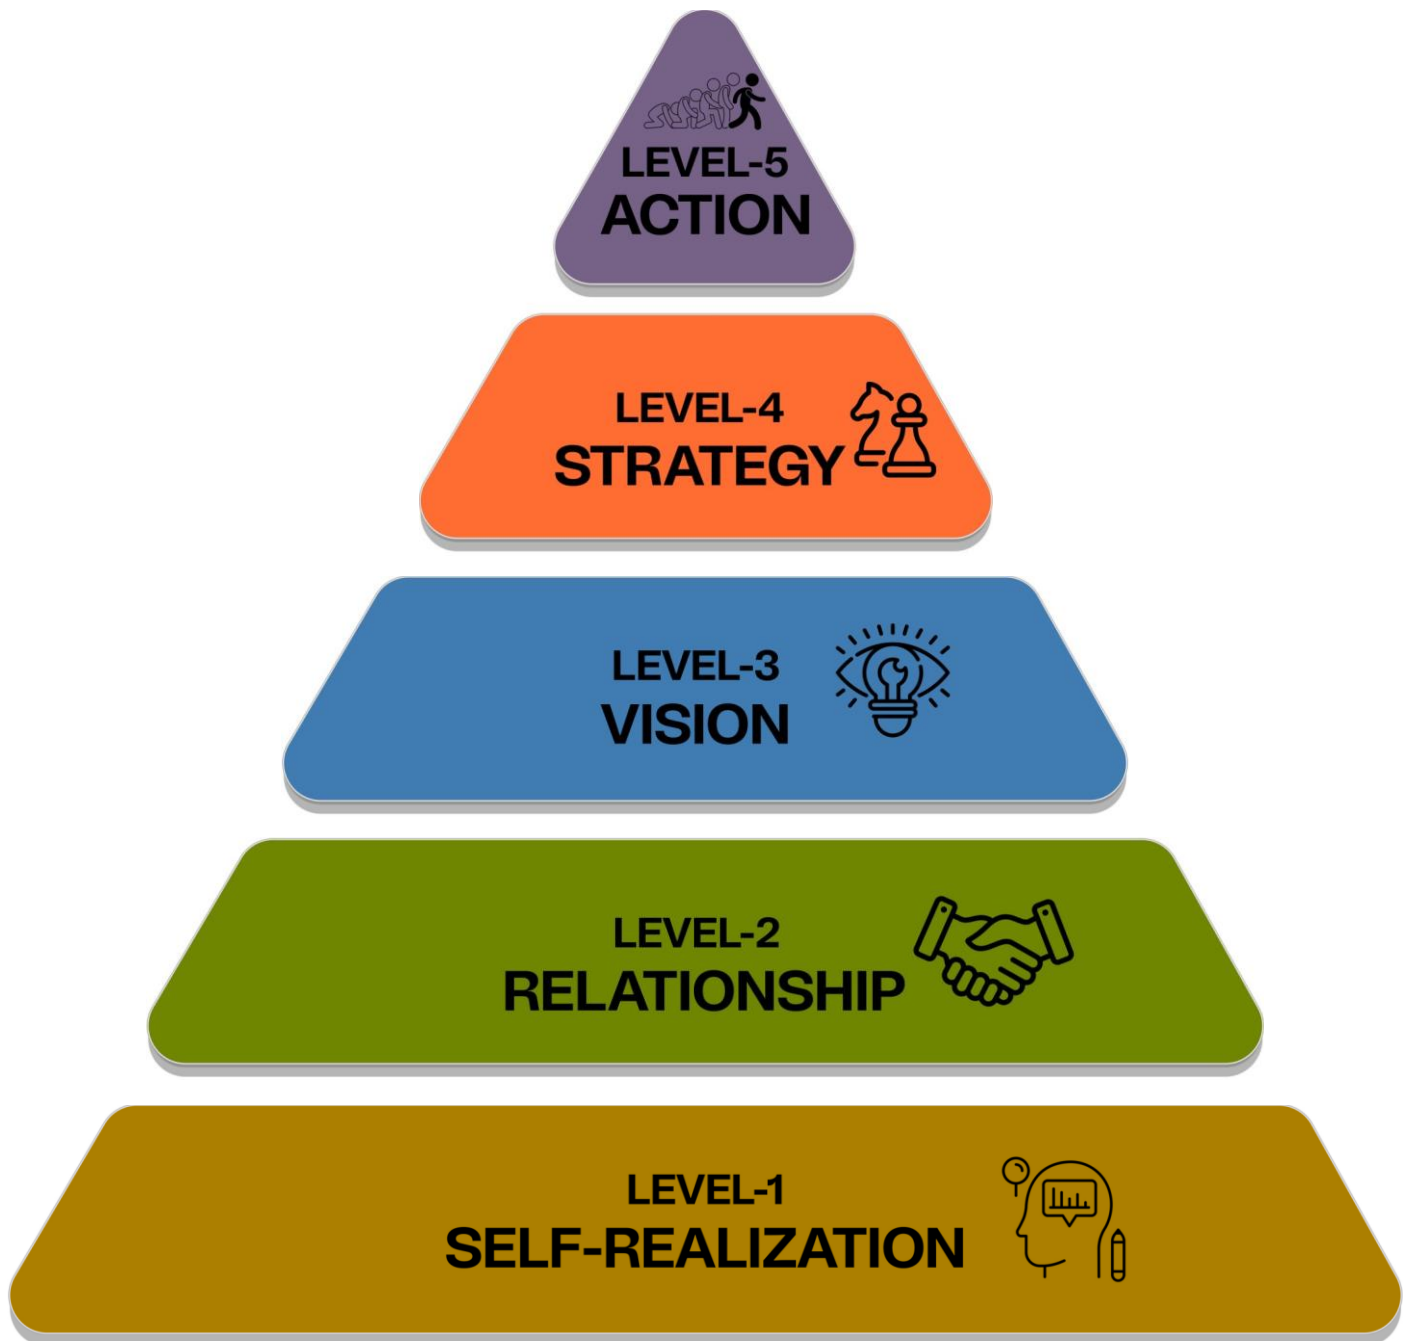 LEVEL-5
ACTION
LEVEL-4
STRATEGY
LEVEL-3
VISION
LEVEL-2
RELATIONSHIP
LEVEL-1
SELF-REALIZATION